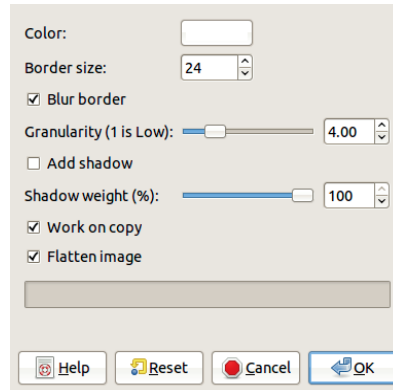 Color:
Border size: 24
Blur border
Granularity (1 is Low): 4.00
Add shadow
Shadow weight (%): 100
Work on copy
Flatten image
Help Reset Cancel OK